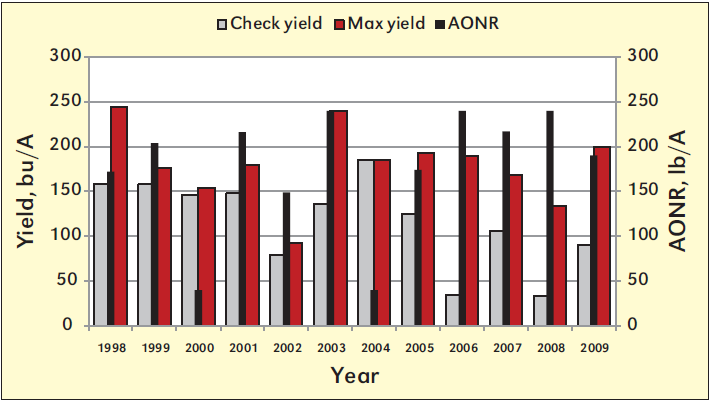 Check yield Max yield AONR
300 300
250 250
200 200
150 150
100 100
50 50
0 0
Yield, bu/A
AONR, lb/A
1998 1999 2000 2001 2002 2003 2004 2005 2006 2007 2008 2009
Year